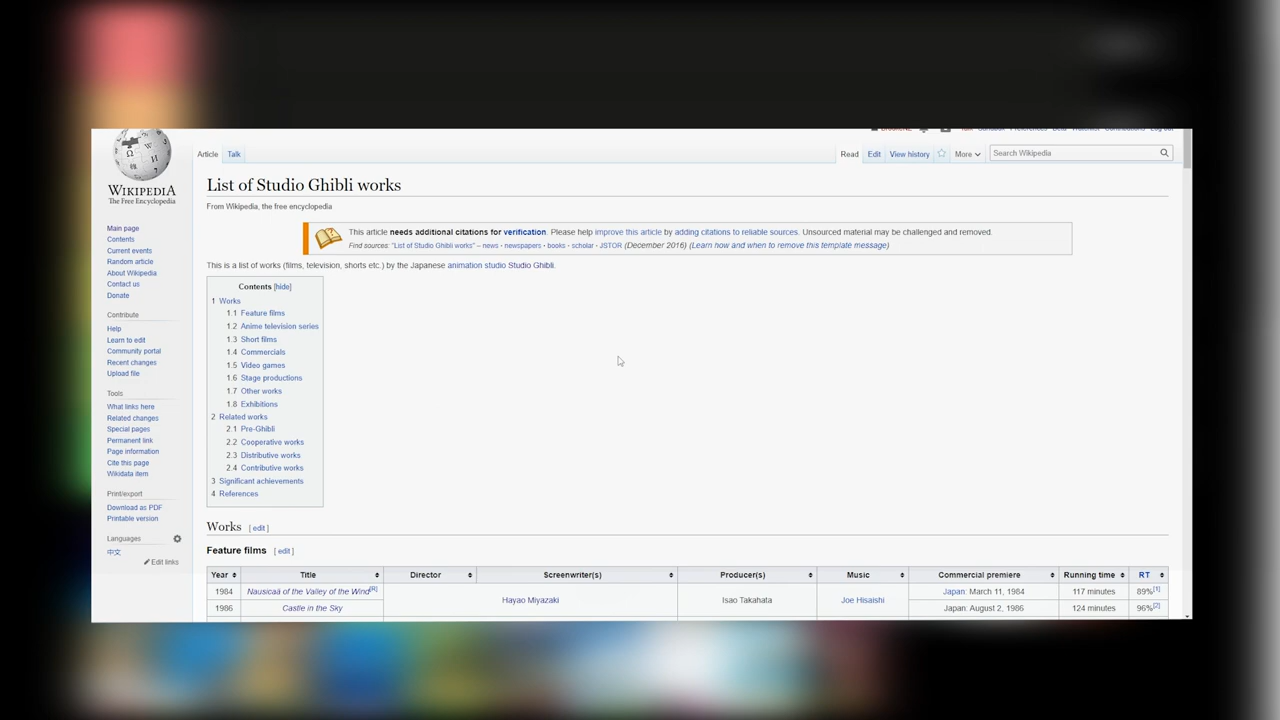 Article Talk Read Edit View history More Search Wikipedia
WIKIPEDIA
The Free Encyclopedia
Main page
Contents
Current events
Random article
About Wikipedia
Contact us
Donate
Contribute
Help
Learn to edit
Community portal
Recent changes
Upload file
Tools
What links here
Related changes
Special pages
Permanent link
Page information
Cite this page
Wikidata item
Print/export
Download as PDF
Printable version
Languages
中文
Edit links
List of Studio Ghibli works
From Wikipedia, the free encyclopedia
This article needs additional citations for verification. Please help improve this article by adding citations to reliable sources. Unsourced material may be challenged and removed.
Find sources: "List of Studio Ghibli works" – news · newspapers · books · scholar · JSTOR (December 2016) (Learn how and when to remove this template message)
This is a list of works (films, television, shorts etc.) by the Japanese animation studio Studio Ghibli.
Contents [hide]
1 Works
1.1 Feature films
1.2 Anime television series
1.3 Short films
1.4 Commercials
1.5 Video games
1.6 Stage productions
1.7 Other works
1.8 Exhibitions
2 Related works
2.1 Pre-Ghibli
2.2 Cooperative works
2.3 Distributive works
2.4 Contributive works
3 Significant achievements
4 References
Works [ edit ]
Feature films [ edit ]
Year Title Director Screenwriter(s) Producer(s) Music Commercial premiere Running time RT
1984 Nausicaä of the Valley of the Wind[R] Hayao Miyazaki Isao Takahata Joe Hisaishi Japan: March 11, 1984 117 minutes 89%[1]
1986 Castle in the Sky Japan: August 2, 1986 124 minutes 96%[2]